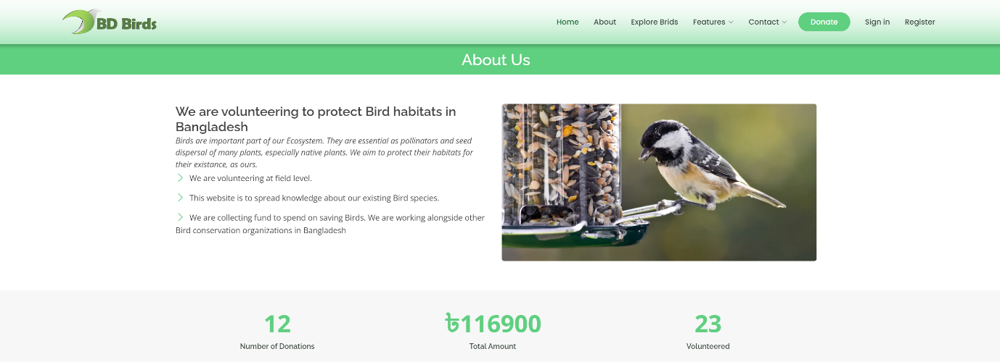 BD Birds
Home About Explore Brids Features Contact Donate Sign in Register
About Us
We are volunteering to protect Bird habitats in
Bangladesh
Birds are important part of our Ecosystem. They are essential as pollinators and seed
dispersal of many plants, especially native plants. We aim to protect their habitats for
their existance, as ours.
We are volunteering at field level.
This website is to spread knowledge about our existing Bird species.
We are collecting fund to spend on saving Birds. We are working alongside other
Bird conservation organizations in Bangladesh
12 ৳116900 23
Number of Donations Total Amount Volunteered